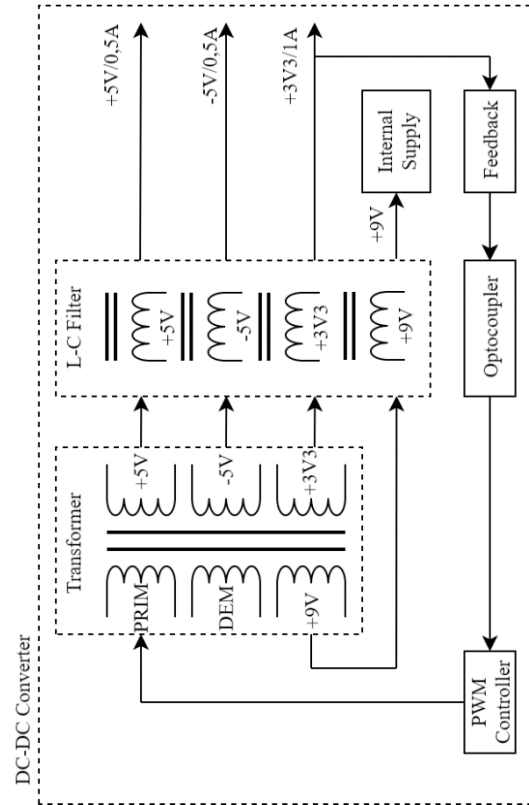 DC-DC Converter
Transformer
PRIM
DEM
+9V
+5V
-5V
+3V3
L-C Filter
+5V
-5V
+3V3
+9V
+5V/0,5A
-5V/0,5A
+3V3/1A
+9V
Internal
Supply
PWM
Controller
Optocoupler
Feedback